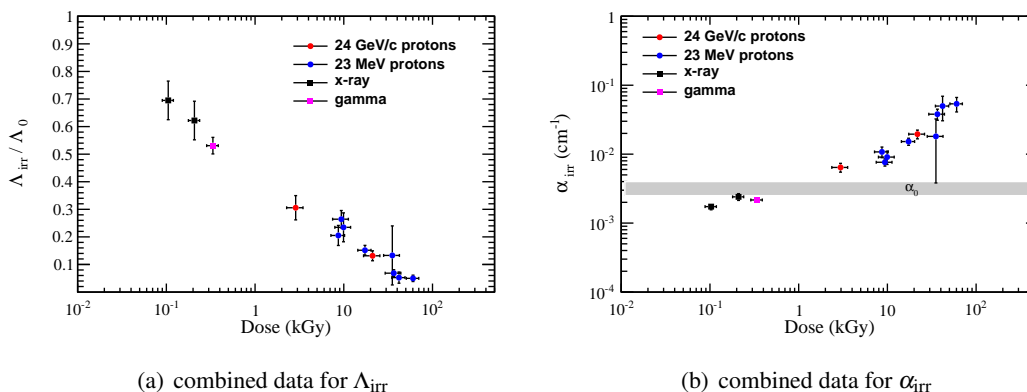 Λ irr / Λ 0
1
0.9
0.8
0.7
0.6
0.5
0.4
0.3
0.2
0.1
24 GeV/c protons
23 MeV protons
x-ray
gamma
10⁻² 10⁻¹ 1 10 10²
Dose (kGy)
(a) combined data for Λirr
α irr (cm⁻¹)
1
10⁻¹
10⁻²
10⁻³
10⁻⁴
24 GeV/c protons
23 MeV protons
x-ray
gamma
α₀
10⁻² 10⁻¹ 1 10 10²
Dose (kGy)
(b) combined data for αirr